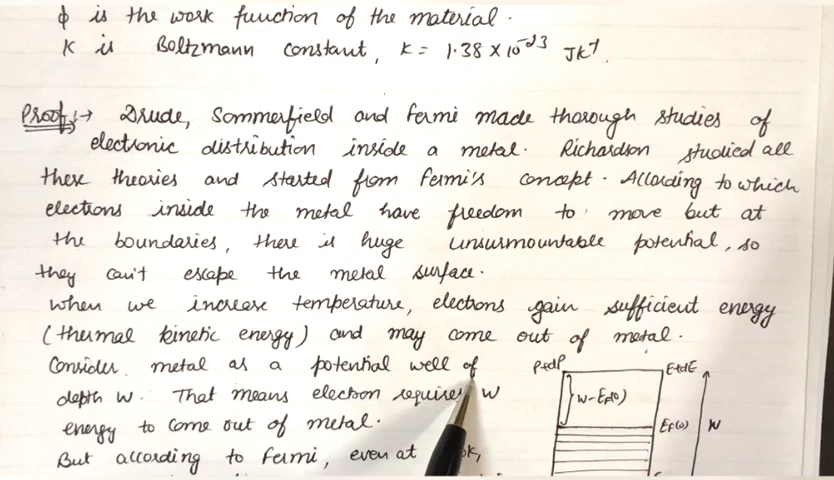 ϕ is the work function of the material.
K is Boltzmann constant, K = 1.38 × 10⁻²³ JK⁻¹.
Proof:→ Drude, Sommerfield and Fermi made thorough studies of
electronic distribution inside a metal. Richardson studied all
these theories and started from Fermi's concept. According to which
electrons inside the metal have freedom to move but at
the boundaries, there is huge unsurmountable potential, so
they can't escape the metal surface.
When we increase temperature, electrons gain sufficient energy
(thermal kinetic energy) and may come out of metal.
Consider metal as a potential well of
depth W. That means electron requires W
energy to come out of metal.
But according to Fermi, even at 0K,
P+dP E+dE
W-EF(0)
EF(0) W